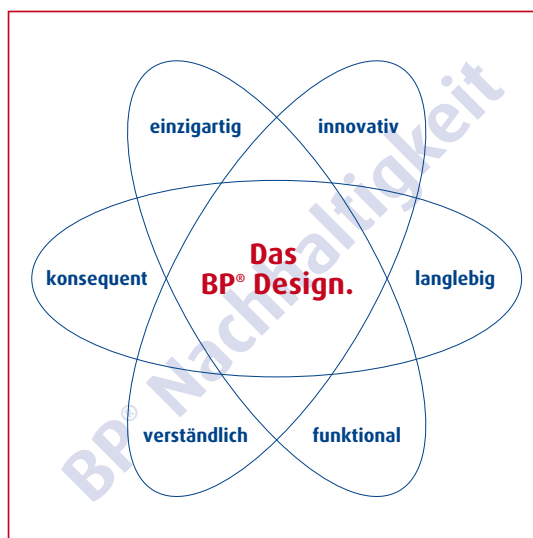 einzigartig
innovativ
konsequent
Das
BP® Design.
langlebig
verständlich
funktional
BP® Nachhaltigkeit